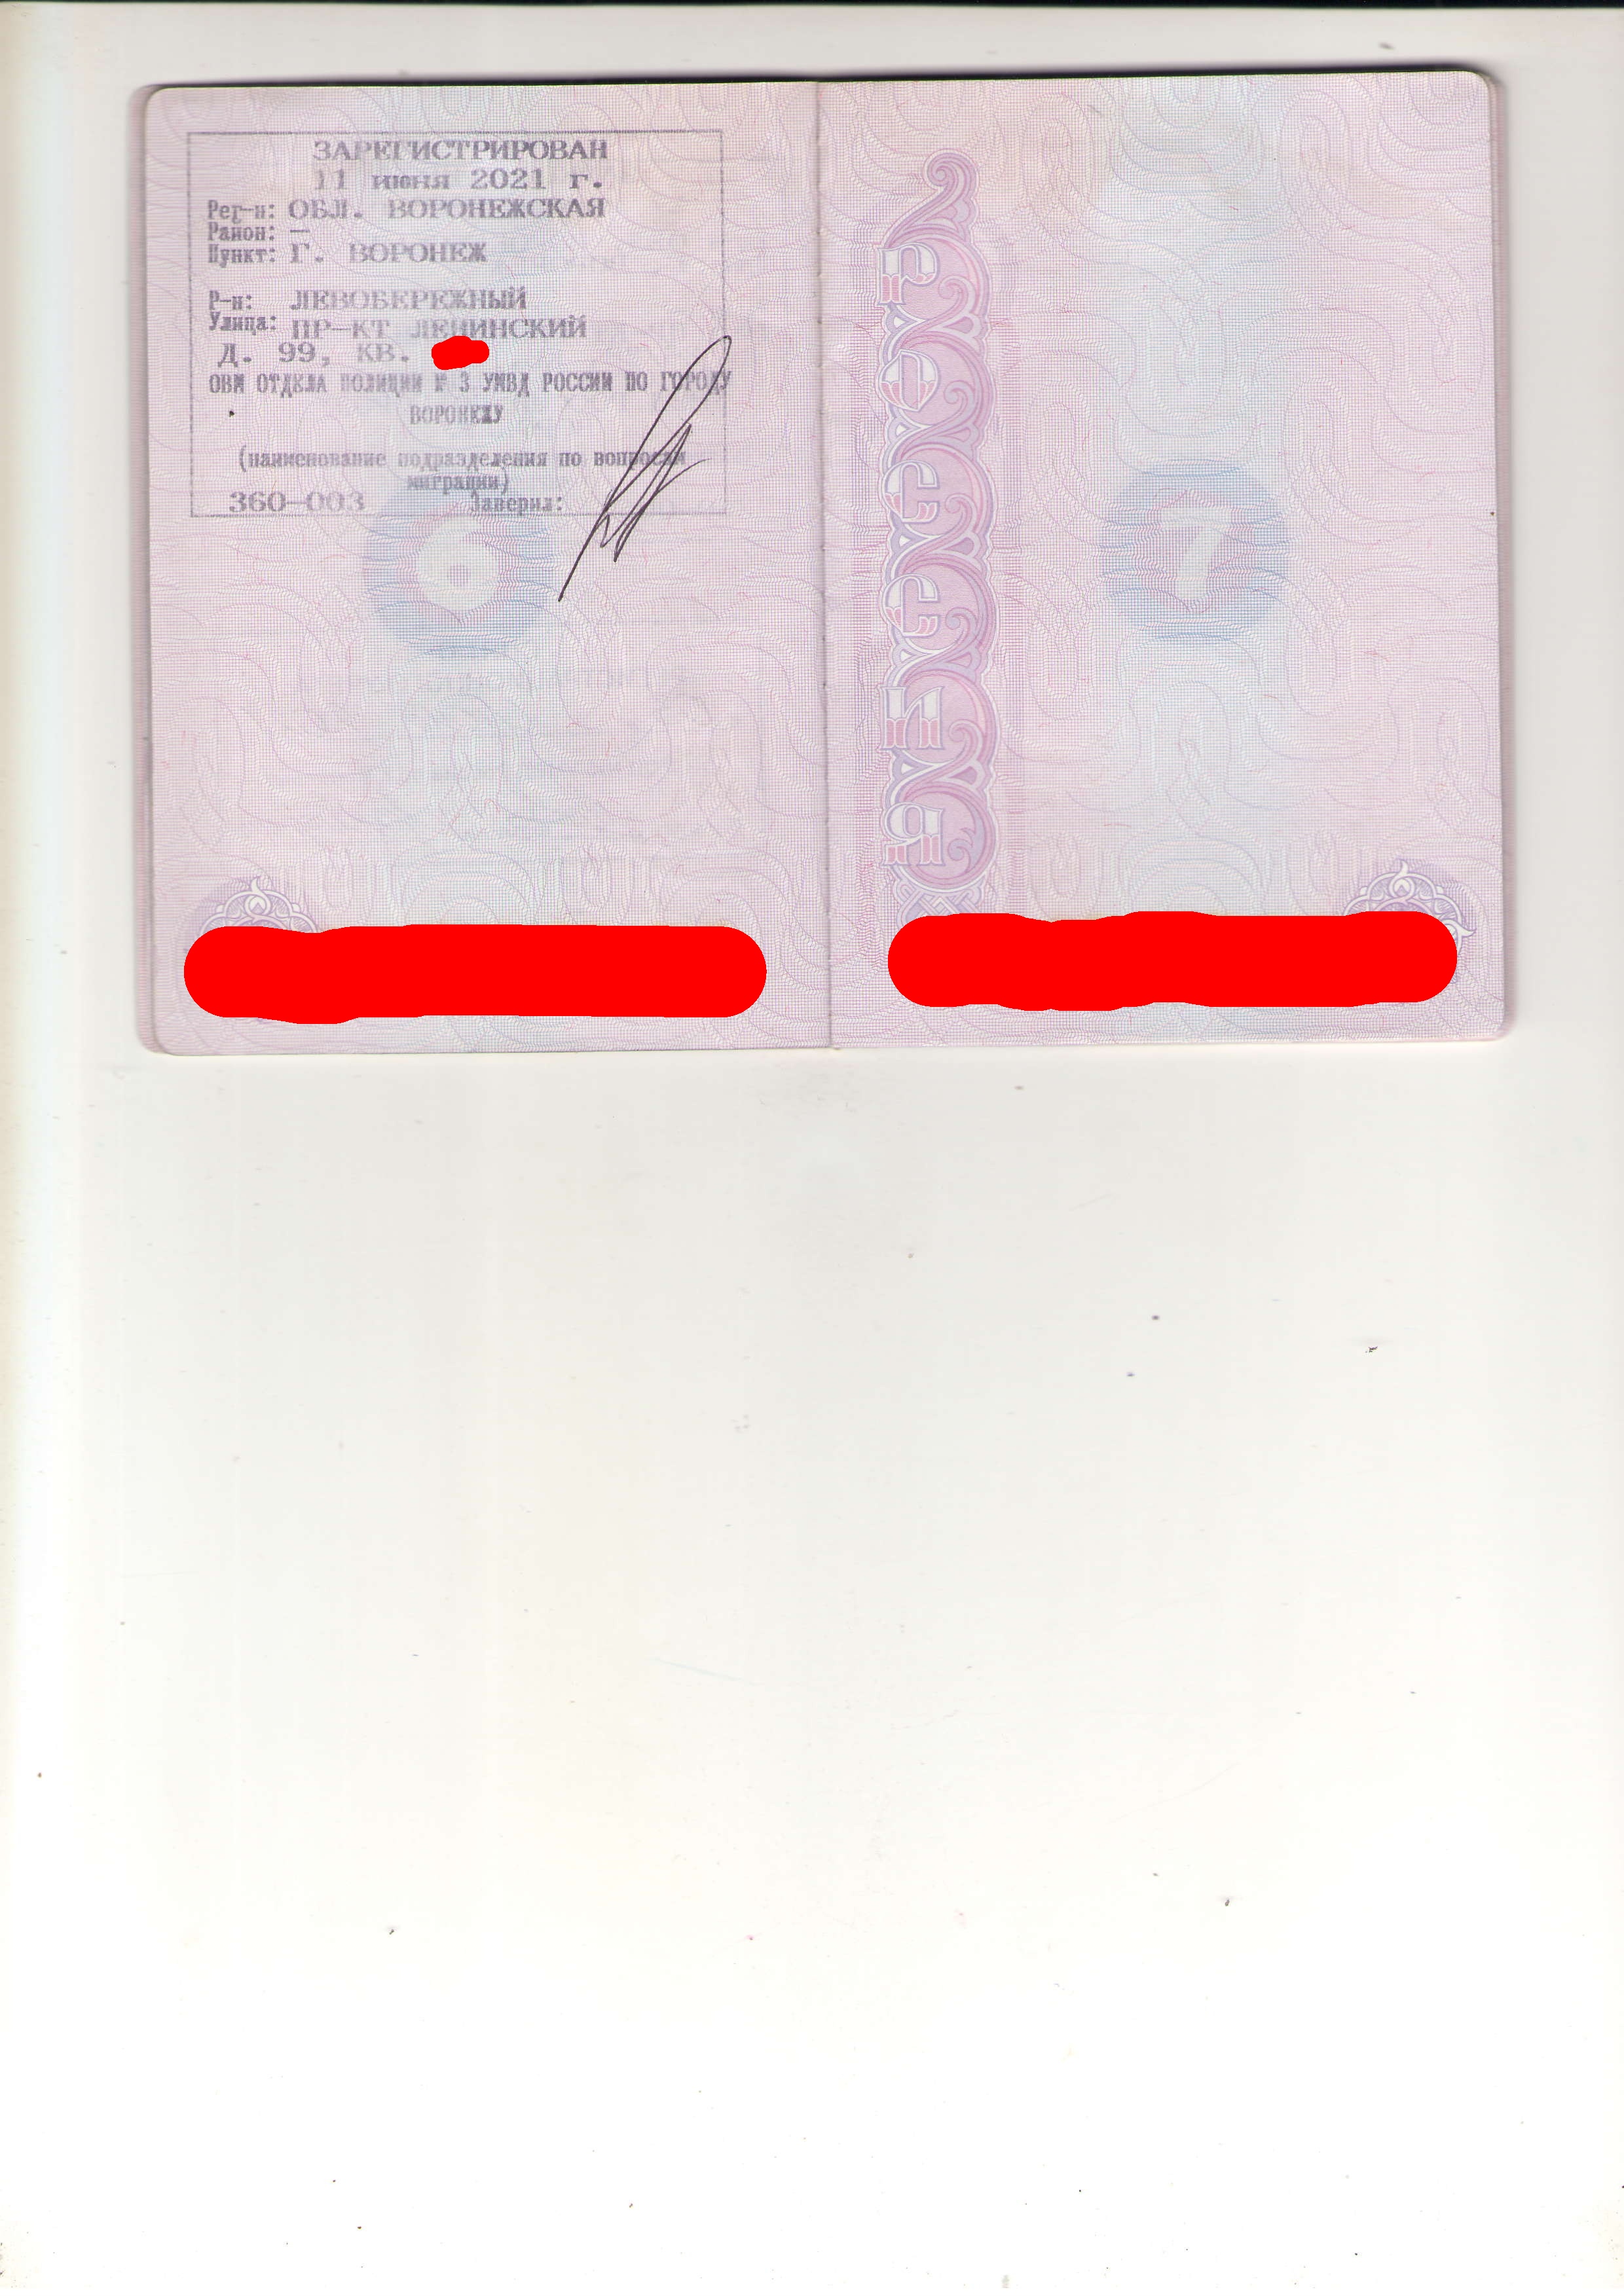 ЗАРЕГИСТРИРОВАН
11 июня 2021 г.
Рег-н: ОБЛ. ВОРОНЕЖСКАЯ
Район: —
Пункт: Г. ВОРОНЕЖ
Р-н: ЛЕВОБЕРЕЖНЫЙ
Улица: ПР-КТ ЛЕНИНСКИЙ
Д. 99, КВ.
ОВМ ОТДЕЛА ПОЛИЦИИ № 3 УМВД РОССИИ ПО ГОРОДУ
ВОРОНЕЖУ
(наименование подразделения по вопросам
миграции)
360-003 Заверил:
6
РОССИЯ
7